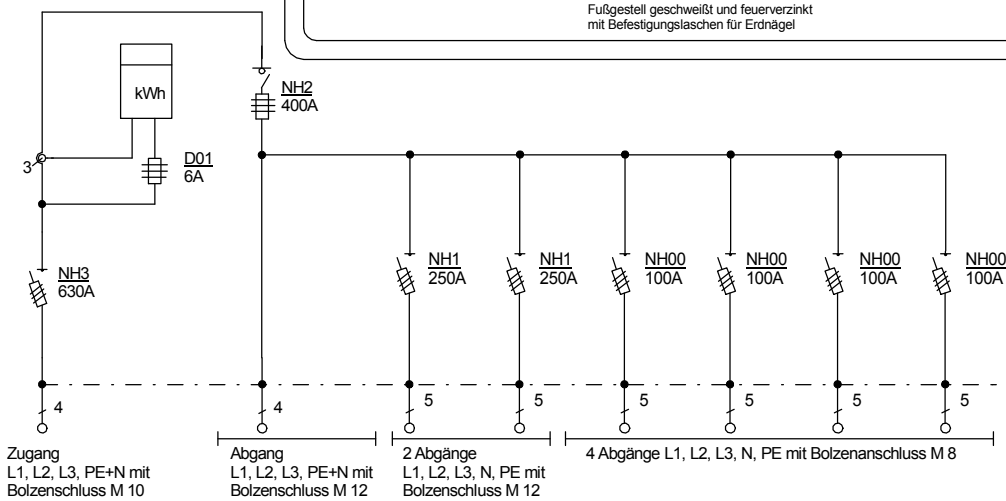 Fußgestell geschweißt und feuerverzinkt
mit Befestigungslaschen für Erdnägel
kWh
NH2
400A
3
D01
6A
NH3
630A
NH1
250A
NH1
250A
NH00
100A
NH00
100A
NH00
100A
NH00
100A
4
4
5
5
5
5
5
5
Zugang
L1, L2, L3, PE+N mit
Bolzenschluss M 10
Abgang
L1, L2, L3, PE+N mit
Bolzenschluss M 12
2 Abgänge
L1, L2, L3, N, PE mit
Bolzenschluss M 12
4 Abgänge L1, L2, L3, N, PE mit Bolzenanschluss M 8